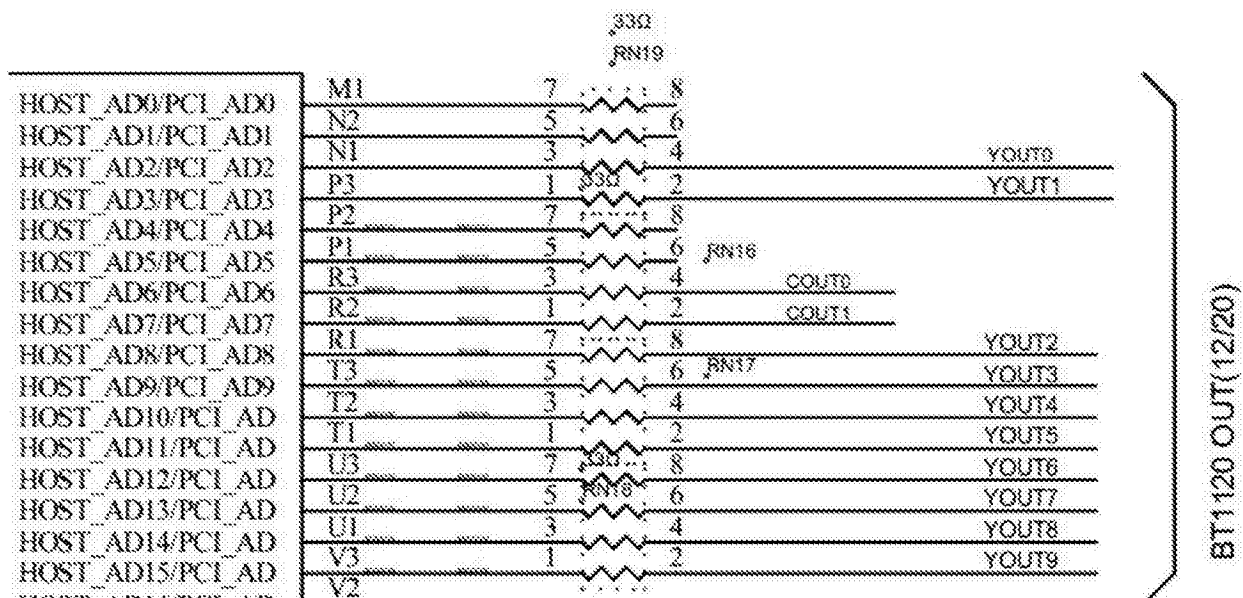 33Ω
RN19
HOST_AD0/PCI_AD0 M1 7 8
HOST_AD1/PCI_AD1 N2 5 6
HOST_AD2/PCI_AD2 N1 3 4 YOUT0
33Ω
HOST_AD3/PCI_AD3 P3 1 2 YOUT1
HOST_AD4/PCI_AD4 P2 7 8
HOST_AD5/PCI_AD5 P1 5 6 RN16
HOST_AD6/PCI_AD6 R3 3 4 COUT0
HOST_AD7/PCI_AD7 R2 1 2 COUT1
HOST_AD8/PCI_AD8 R1 7 8 YOUT2
HOST_AD9/PCI_AD9 T3 5 6 RN17 YOUT3
HOST_AD10/PCI_AD T2 3 4 YOUT4
HOST_AD11/PCI_AD T1 1 2 YOUT5
33Ω
HOST_AD12/PCI_AD U3 7 8 YOUT6
HOST_AD13/PCI_AD U2 5 6 YOUT7
HOST_AD14/PCI_AD U1 3 4 YOUT8
HOST_AD15/PCI_AD V3 1 2 YOUT9
V2
BT1120 OUT(12/20)